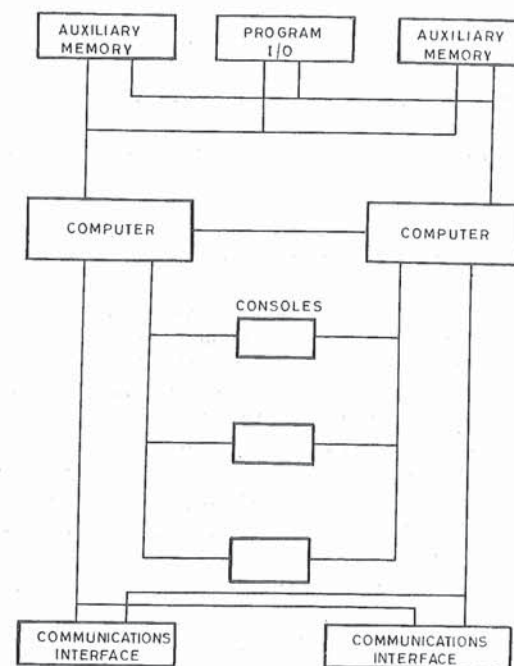 AUXILIARY
MEMORY
PROGRAM
I/O
AUXILIARY
MEMORY
COMPUTER
COMPUTER
CONSOLES
COMMUNICATIONS
INTERFACE
COMMUNICATIONS
INTERFACE